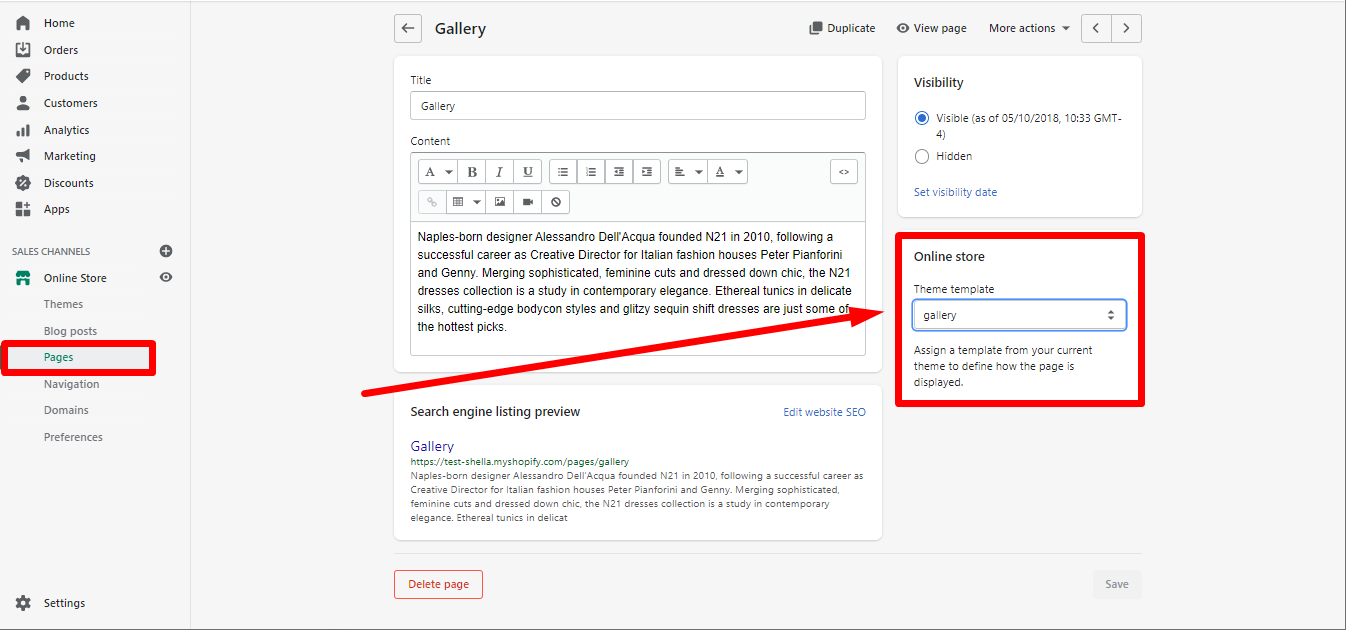 Home
Orders
Products
Customers
Analytics
Marketing
Discounts
Apps
SALES CHANNELS
Online Store
Themes
Blog posts
Pages
Navigation
Domains
Preferences
Settings
Gallery
Duplicate
View page
More actions
Title
Gallery
Content
A
B
I
U
A
<>
Naples-born designer Alessandro Dell'Acqua founded N21 in 2010, following a
successful career as Creative Director for Italian fashion houses Peter Pianforini
and Genny. Merging sophisticated, feminine cuts and dressed down chic, the N21
dresses collection is a study in contemporary elegance. Ethereal tunics in delicate
silks, cutting-edge bodycon styles and glitzy sequin shift dresses are just some of
the hottest picks.
Search engine listing preview
Edit website SEO
Gallery
https://test-shella.myshopify.com/pages/gallery
Naples-born designer Alessandro Dell'Acqua founded N21 in 2010, following a successful career as
Creative Director for Italian fashion houses Peter Pianforini and Genny. Merging sophisticated,
feminine cuts and dressed down chic, the N21 dresses collection is a study in contemporary
elegance. Ethereal tunics in delicat
Delete page
Visibility
Visible (as of 05/10/2018, 10:33 GMT-
4)
Hidden
Set visibility date
Online store
Theme template
gallery
Assign a template from your current
theme to define how the page is
displayed.
Save